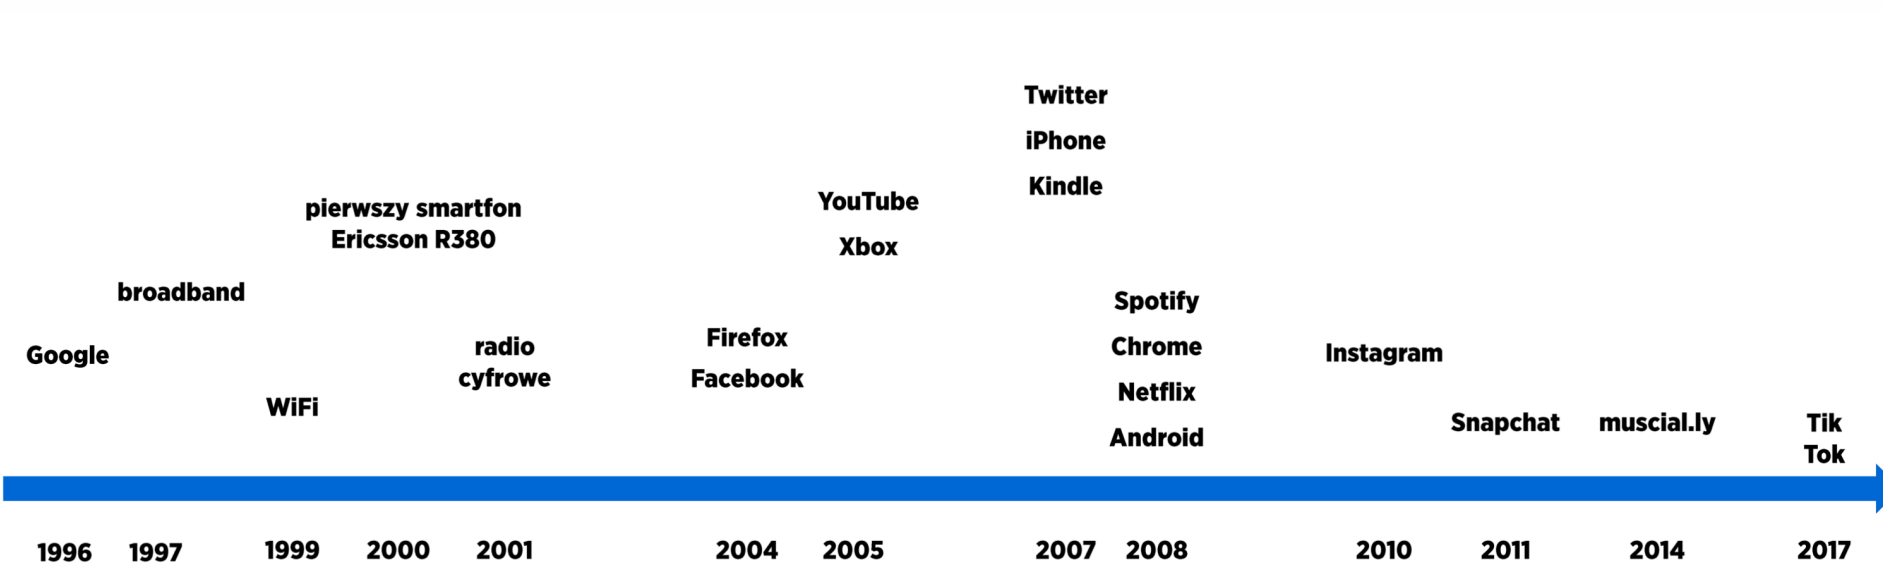 Twitter
iPhone
Kindle
pierwszy smartfon
Ericsson R380
YouTube
Xbox
broadband
Spotify
Google
radio
cyfrowe
Firefox
Facebook
Chrome
Netflix
Android
Instagram
WiFi
Snapchat
muscial.ly
Tik
Tok
1996 1997 1999 2000 2001 2004 2005 2007 2008 2010 2011 2014 2017